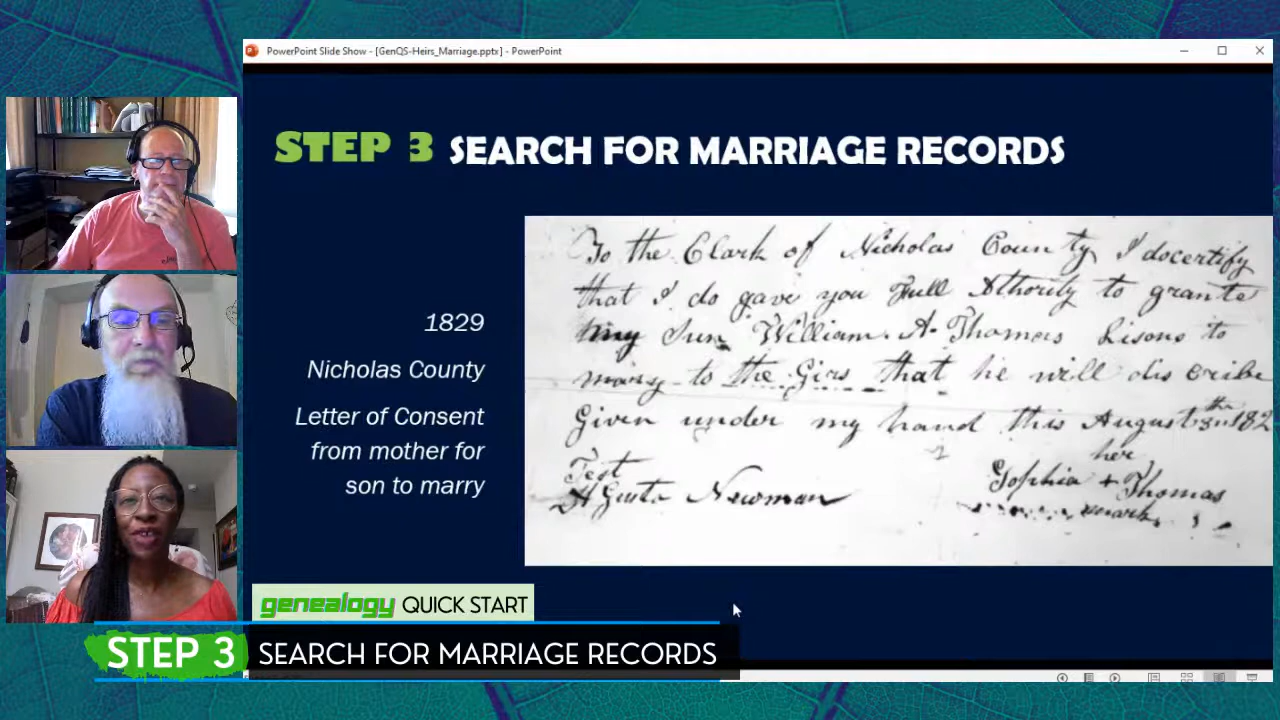 PowerPoint Slide Show - [GenQS-Heirs_Marriage.pptx] - PowerPoint
STEP 3 SEARCH FOR MARRIAGE RECORDS
1829
Nicholas County
Letter of Consent
from mother for
son to marry
To the Clark of Nicholas County I do certify
that I do gave you Full Athority to grante
my Sun William A. Thomas Lisons to
marry to the Girs that he will discribe
Given under my hand this August 8th 182
her
Test Sophia + Thomas
Newman mark
genealogy QUICK START
STEP 3 SEARCH FOR MARRIAGE RECORDS